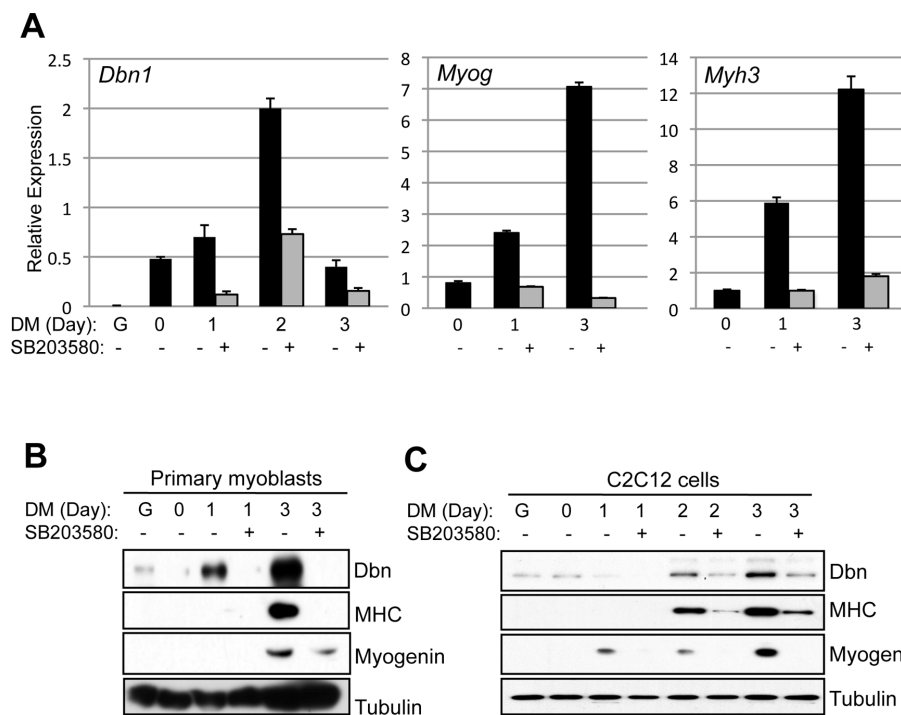 A
Dbn1
Myog
Myh3
Relative Expression
2.5
2
1.5
1
0.5
0
8
7
6
5
4
3
2
1
0
14
12
10
8
6
4
2
0
DM (Day): G 0 1 2 3 0 1 3 0 1 3
SB203580: - - - + - + - + - - + - + - - + - +
B
Primary myoblasts
DM (Day): G 0 1 1 3 3
SB203580: - - - + - +
Dbn
MHC
Myogenin
Tubulin
C
C2C12 cells
DM (Day): G 0 1 1 2 2 3 3
SB203580: - - - + - + - +
Dbn
MHC
Myogen
Tubulin